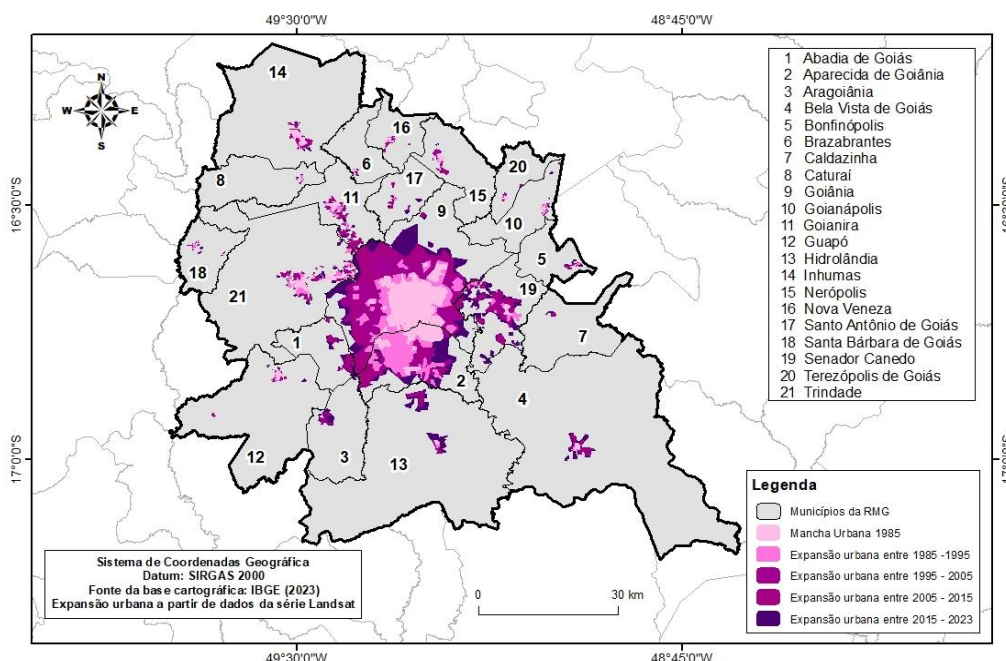 49°30'0"W
48°45'0"W
N
W
E
S
16°30'0"S
16°30'0"S
17°0'0"S
17°0'0"S
14
16
6
20
8
17
11
15
9
10
5
18
19
21
7
1
2
4
12
3
13
1 Abadia de Goiás
2 Aparecida de Goiânia
3 Aragoiânia
4 Bela Vista de Goiás
5 Bonfinópolis
6 Brazabrantes
7 Caldazinha
8 Caturaí
9 Goiânia
10 Goianápolis
11 Goianira
12 Guapó
13 Hidrolândia
14 Inhumas
15 Nerópolis
16 Nova Veneza
17 Santo Antônio de Goiás
18 Santa Bárbara de Goiás
19 Senador Canedo
20 Terezópolis de Goiás
21 Trindade
Legenda
Municípios da RMG
Mancha Urbana 1985
Expansão urbana entre 1985 -1995
Expansão urbana entre 1995 - 2005
Expansão urbana entre 2005 - 2015
Expansão urbana entre 2015 - 2023
Sistema de Coordenadas Geográfica
Datum: SIRGAS 2000
Fonte da base cartográfica: IBGE (2023)
Expansão urbana a partir de dados da série Landsat
0
30 km
49°30'0"W
48°45'0"W